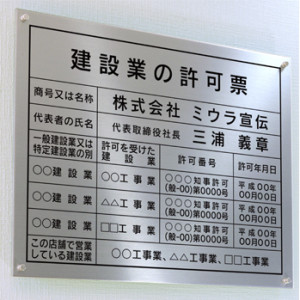 建設業の許可票
商号又は名称 株式会社 ミウラ宣伝
代表者の氏名 代表取締役社長 三浦 義章
一般建設業又は特定建設業の別 許可を受けた建設業 許可番号 許可年月日
○○建設業 ○○工事業 ○○○知事許可(般-00)第0000号 平成00年00月00日
○○建設業 △△工事業 ○○○知事許可(般-00)第0000号 平成00年00月00日
○○建設業 □□工事業 ○○○知事許可(般-00)第0000号 平成00年00月00日
この店舗で営業している建設業 ○○工事業、△△工事業、□□工事業